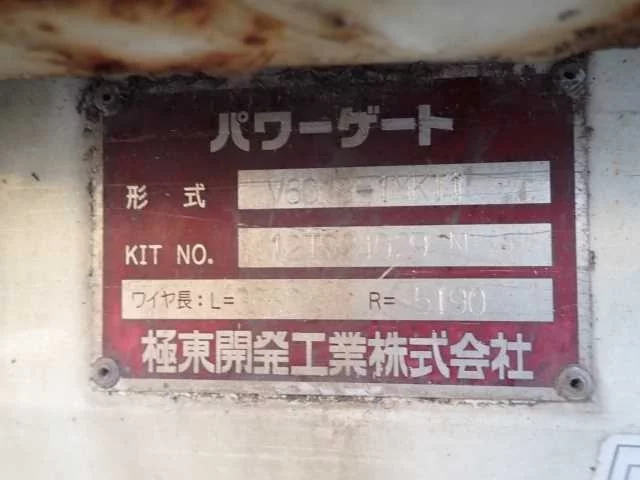 パワーゲート
形式
KIT NO.
ワイヤ長:L= R= 5190
極東開発工業株式会社